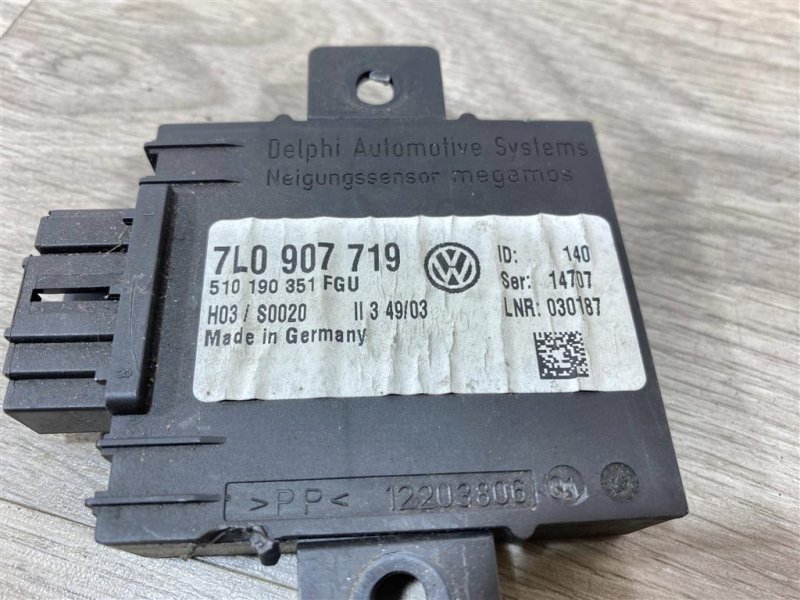 Delphi Automotive Systems
Neigungssensor megamos
7L0 907 719
510 190 351 FGU
H03 / S0020 II 3 49/03
Made in Germany
VW
ID: 140
Ser: 14707
LNR: 030187
>PP< 12203806